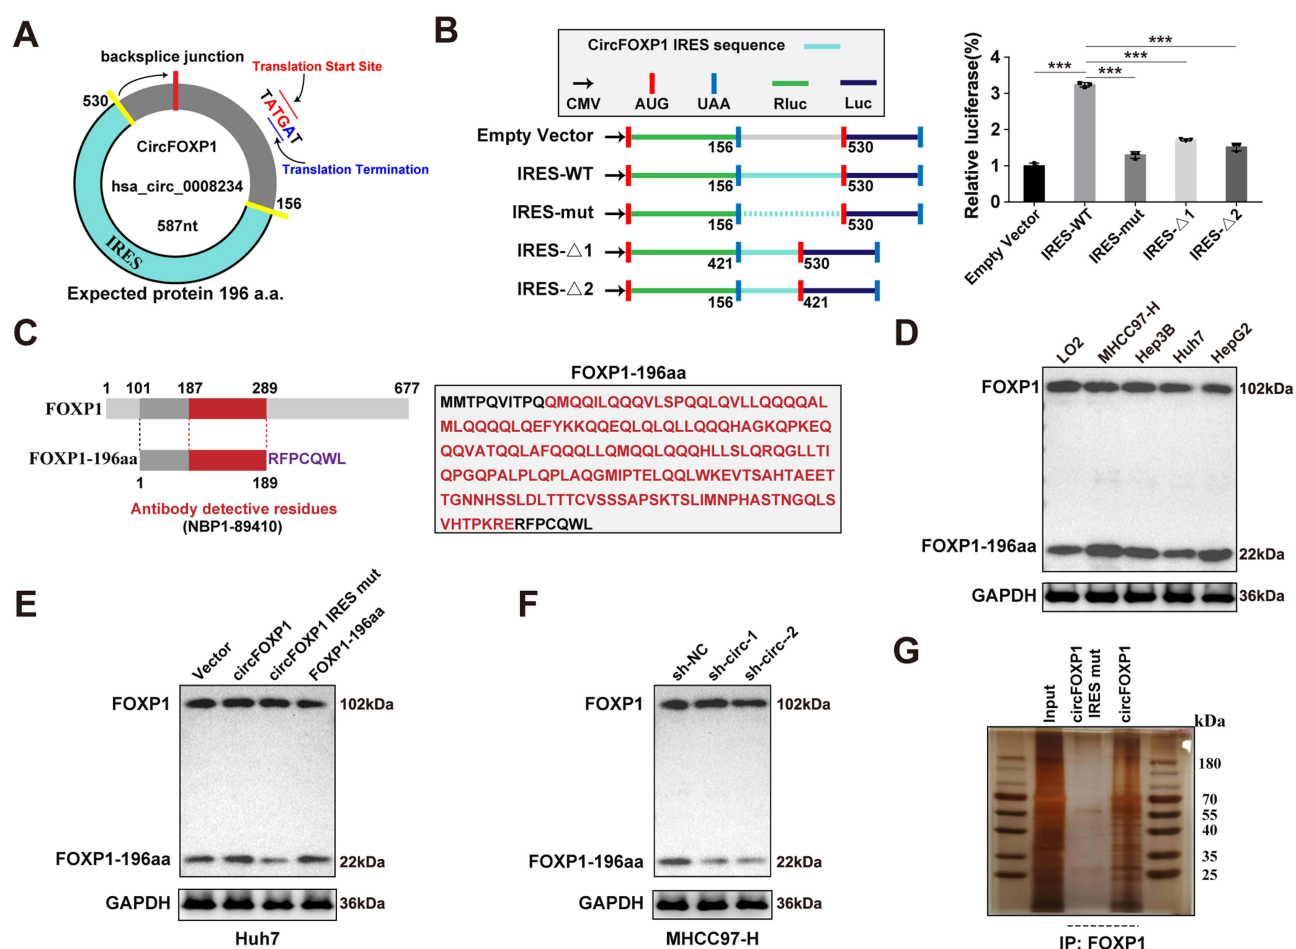 A
backsplice junction
Translation Start Site
530
TATGAT
CircFOXP1
Translation Termination
hsa_circ_0008234
156
587nt
IRES
Expected protein 196 a.a.
B
CircFOXP1 IRES sequence
CMV AUG UAA Rluc Luc
Empty Vector 156 530
IRES-WT 156 530
IRES-mut 156 530
IRES-△1 421 530
IRES-△2 156 421
Relative luciferase(%)
4
3
2
1
0
*** *** *** ***
Empty Vector
IRES-WT
IRES-mut
IRES-△1
IRES-△2
C
1 101 187 289 677
FOXP1
FOXP1-196aa RFPCQWL
1 189
Antibody detective residues
(NBP1-89410)
FOXP1-196aa
MMTPQVITPQQMQQILQQQVLSPQQLQVLLQQQQAL
MLQQQQLQEFYKKQQEQLQLQLLQQQHAGKQPKEQ
QQVATQQLAFQQQLLQMQQLQQQHLLSLQRQGLLTI
QPGQPALPLQPLAQGMIPTELQQLWKEVTSAHTAEET
TGNNHSSLDLTTTCVSSSAPSKTSLIMNPHASTNGQLS
VHTPKRERFPCQWL
D
LO2 MHCC97-H Hep3B Huh7 HepG2
FOXP1 102kDa
FOXP1-196aa 22kDa
GAPDH 36kDa
E
Vector circFOXP1 circFOXP1 IRES mut FOXP1-196aa
FOXP1 102kDa
FOXP1-196aa 22kDa
GAPDH 36kDa
Huh7
F
sh-NC sh-circ-1 sh-circ--2
FOXP1 102kDa
FOXP1-196aa 22kDa
GAPDH 36kDa
MHCC97-H
G
Input
circFOXP1
IRES mut
circFOXP1
kDa
180
70
55
40
35
25
IP: FOXP1